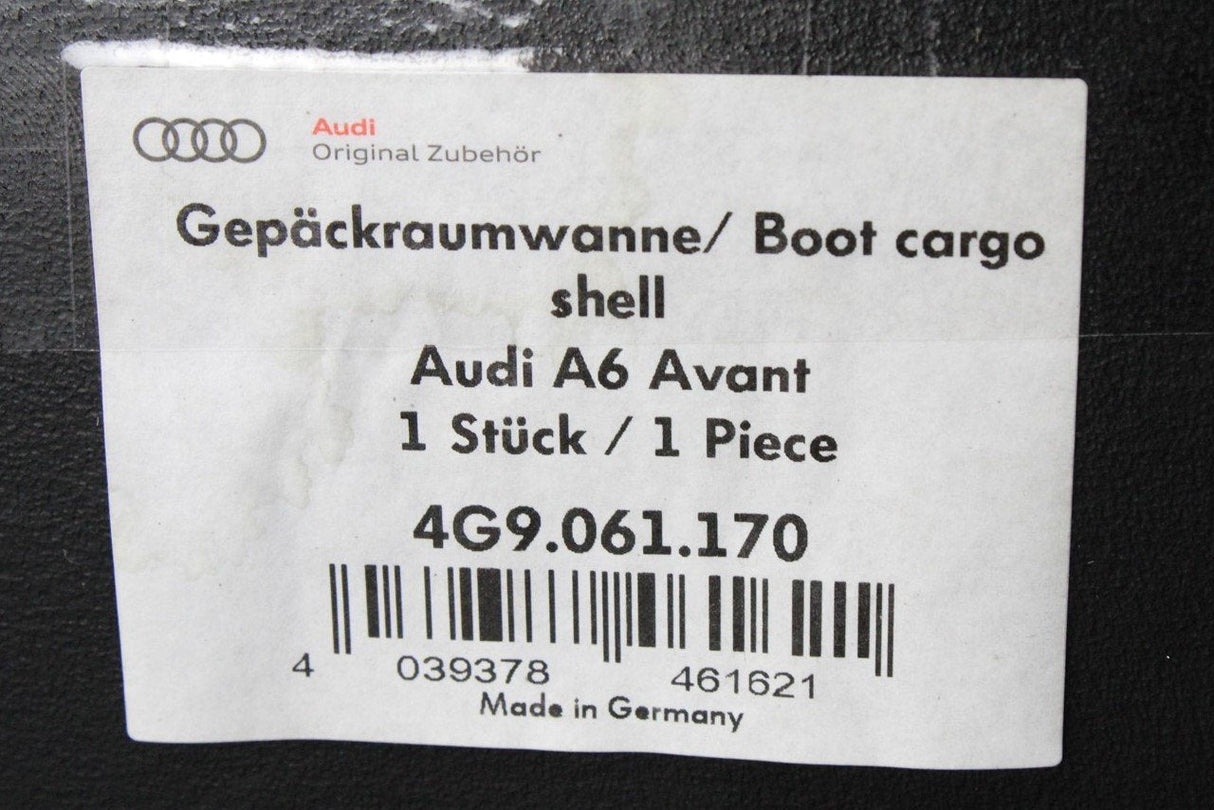 Audi
Original Zubehör
Gepäckraumwanne/ Boot cargo
shell
Audi A6 Avant
1 Stück / 1 Piece
4G9.061.170
4 039378 461621
Made in Germany